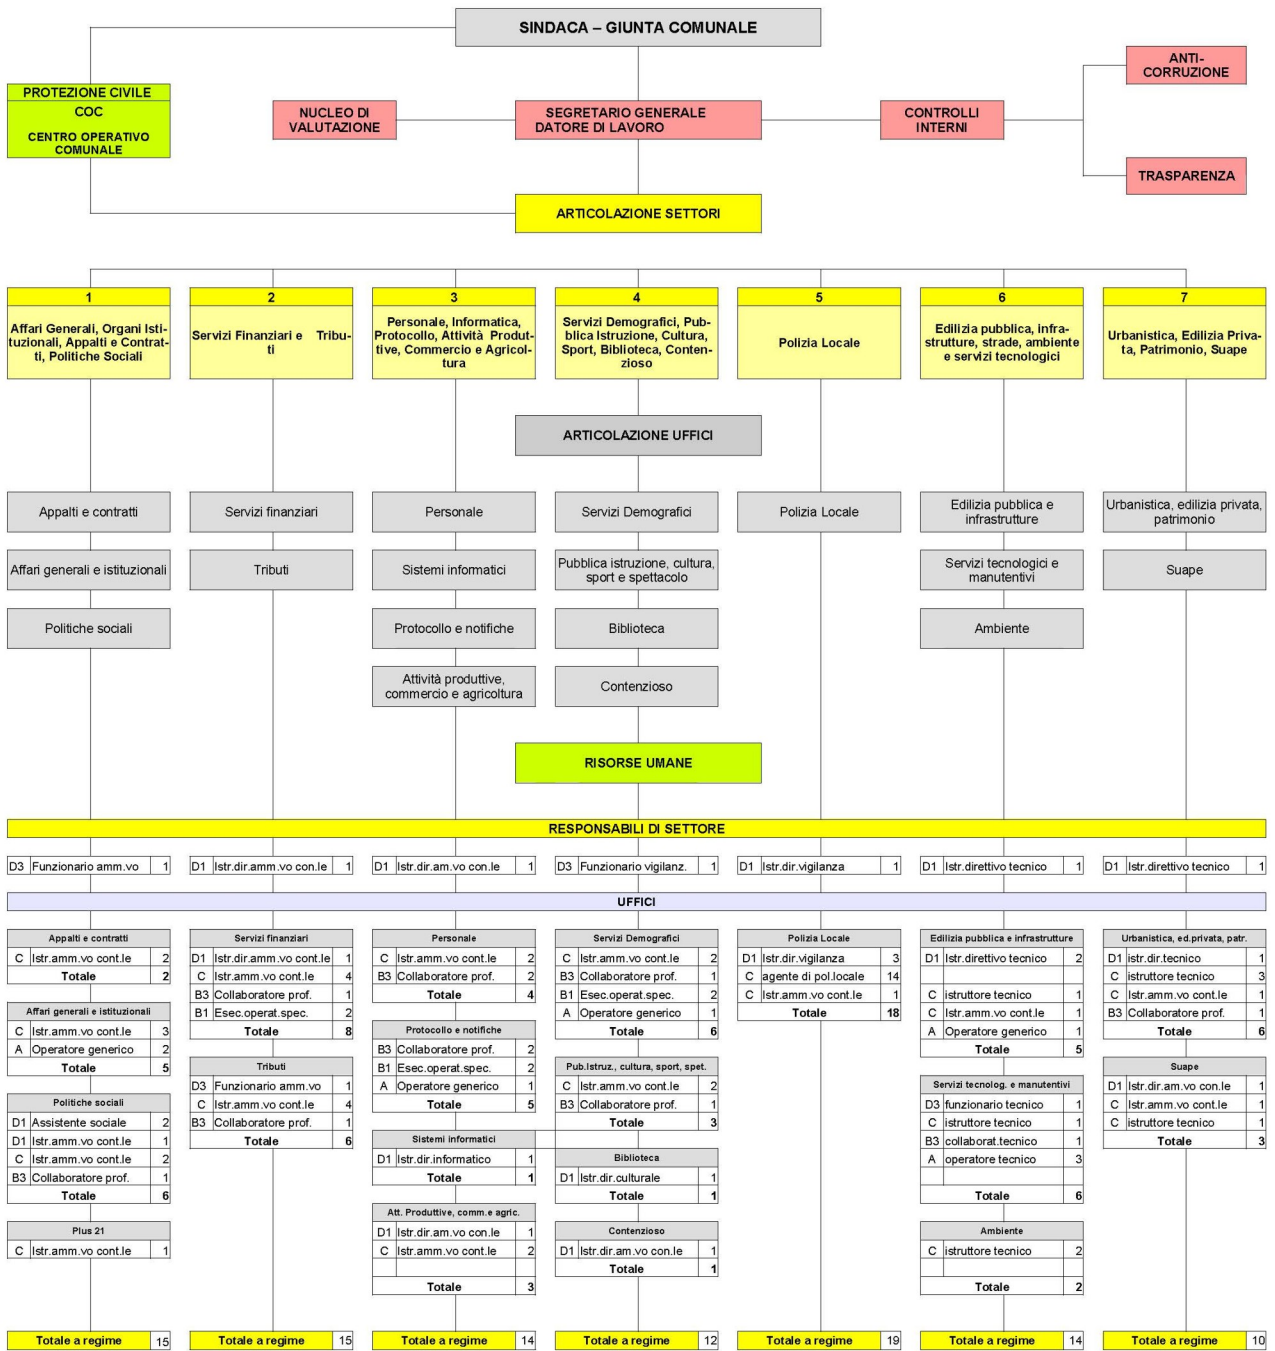 SINDACA – GIUNTA COMUNALE
ANTI-
CORRUZIONE
PROTEZIONE CIVILE
COC
CENTRO OPERATIVO
COMUNALE
NUCLEO DI
VALUTAZIONE
SEGRETARIO GENERALE
DATORE DI LAVORO
CONTROLLI
INTERNI
TRASPARENZA
ARTICOLAZIONE SETTORI
1
Affari Generali, Organi Isti-
tuzionali, Appalti e Contrat-
ti, Politiche Sociali
2
Servizi Finanziari e Tribu-
ti
3
Personale, Informatica,
Protocollo, Attività Produt-
tive, Commercio e Agricol-
tura
4
Servizi Demografici, Pub-
blica Istruzione, Cultura,
Sport, Biblioteca, Conten-
zioso
5
Polizia Locale
6
Edilizia pubblica, infra-
strutture, strade, ambiente
e servizi tecnologici
7
Urbanistica, Edilizia Priva-
ta, Patrimonio, Suape
ARTICOLAZIONE UFFICI
Appalti e contratti
Affari generali e istituzionali
Politiche sociali
Servizi finanziari
Tributi
Personale
Sistemi informatici
Protocollo e notifiche
Attività produttive,
commercio e agricoltura
Servizi Demografici
Pubblica istruzione, cultura,
sport e spettacolo
Biblioteca
Contenzioso
Polizia Locale
Edilizia pubblica e
infrastrutture
Servizi tecnologici e
manutentivi
Ambiente
Urbanistica, edilizia privata,
patrimonio
Suape
RISORSE UMANE
RESPONSABILI DI SETTORE
D3 Funzionario amm.vo 1
D1 Istr.dir.amm.vo con.le 1
D1 Istr.dir.am.vo con.le 1
D3 Funzionario vigilanz. 1
D1 Istr.dir.vigilanza 1
D1 Istr.direttivo tecnico 1
D1 Istr.direttivo tecnico 1
UFFICI
Appalti e contratti
C Istr.amm.vo cont.le 2
Totale 2
Affari generali e istituzionali
C Istr.amm.vo cont.le 3
A Operatore generico 2
Totale 5
Politiche sociali
D1 Assistente sociale 2
D1 Istr.amm.vo cont.le 1
C Istr.amm.vo cont.le 2
B3 Collaboratore prof. 1
Totale 6
Plus 21
C Istr.amm.vo cont.le 1
Totale a regime 15
Servizi finanziari
D1 Istr.dir.amm.vo cont.le 1
C Istr.amm.vo cont.le 4
B3 Collaboratore prof. 1
B1 Esec.operat.spec. 2
Totale 8
Tributi
D3 Funzionario amm.vo 1
C Istr.amm.vo cont.le 4
B3 Collaboratore prof. 1
Totale 6
Totale a regime 15
Personale
C Istr.amm.vo cont.le 2
B3 Collaboratore prof. 2
Totale 4
Protocollo e notifiche
B3 Collaboratore prof. 2
B1 Esec.operat.spec. 2
A Operatore generico 1
Totale 5
Sistemi informatici
D1 Istr.dir.informatico 1
Totale 1
Att. Produttive, comm.e agric.
D1 Istr.dir.am.vo con.le 1
C Istr.amm.vo cont.le 2
Totale 3
Totale a regime 14
Servizi Demografici
C Istr.amm.vo cont.le 2
B3 Collaboratore prof. 1
B1 Esec.operat.spec. 2
A Operatore generico 1
Totale 6
Pub.Istruz., cultura, sport, spet.
C Istr.amm.vo cont.le 2
B3 Collaboratore prof. 1
Totale 3
Biblioteca
D1 Istr.dir.culturale 1
Totale 1
Contenzioso
D1 Istr.dir.am.vo con.le 1
Totale 1
Totale a regime 12
Polizia Locale
D1 Istr.dir.vigilanza 3
C agente di pol.locale 14
C Istr.amm.vo cont.le 1
Totale 18
Totale a regime 19
Edilizia pubblica e infrastrutture
D1 Istr.direttivo tecnico 2
C istruttore tecnico 1
C Istr.amm.vo cont.le 1
A Operatore generico 1
Totale 5
Servizi tecnolog. e manutentivi
D3 funzionario tecnico 1
C istruttore tecnico 1
B3 collaborat.tecnico 1
A operatore tecnico 3
Totale 6
Ambiente
C istruttore tecnico 2
Totale 2
Totale a regime 14
Urbanistica, ed.privata, patr.
D1 istr.dir.tecnico 1
C istruttore tecnico 3
C Istr.amm.vo cont.le 1
B3 Collaboratore prof. 1
Totale 6
Suape
D1 Istr.dir.am.vo con.le 1
C Istr.amm.vo cont.le 1
C istruttore tecnico 1
Totale 3
Totale a regime 10